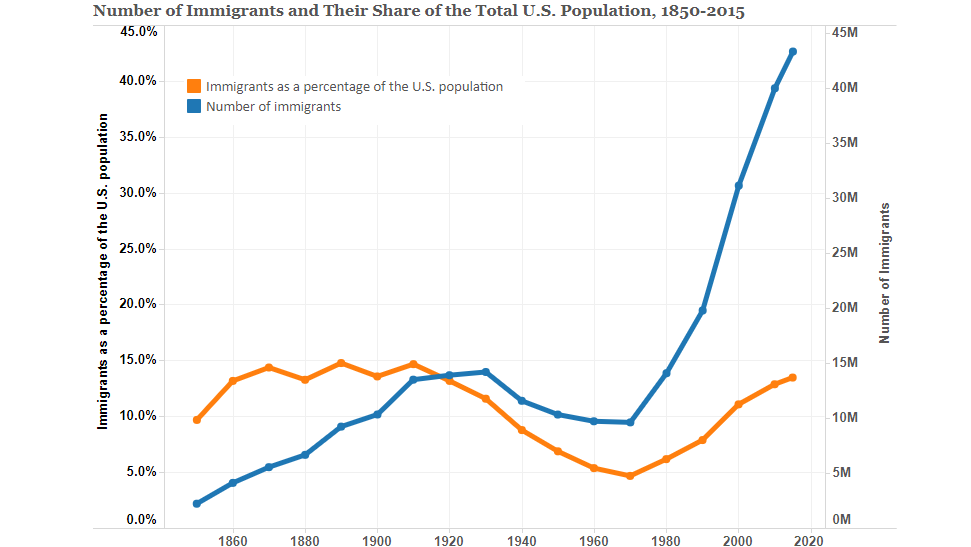 Number of Immigrants and Their Share of the Total U.S. Population, 1850-2015
45.0%
40.0%
35.0%
30.0%
25.0%
20.0%
15.0%
10.0%
5.0%
0.0%
Immigrants as a percentage of the U.S. population
Immigrants as a percentage of the U.S. population
Number of immigrants
45M
40M
35M
30M
25M
20M
15M
10M
5M
0M
Number of Immigrants
1860 1880 1900 1920 1940 1960 1980 2000 2020